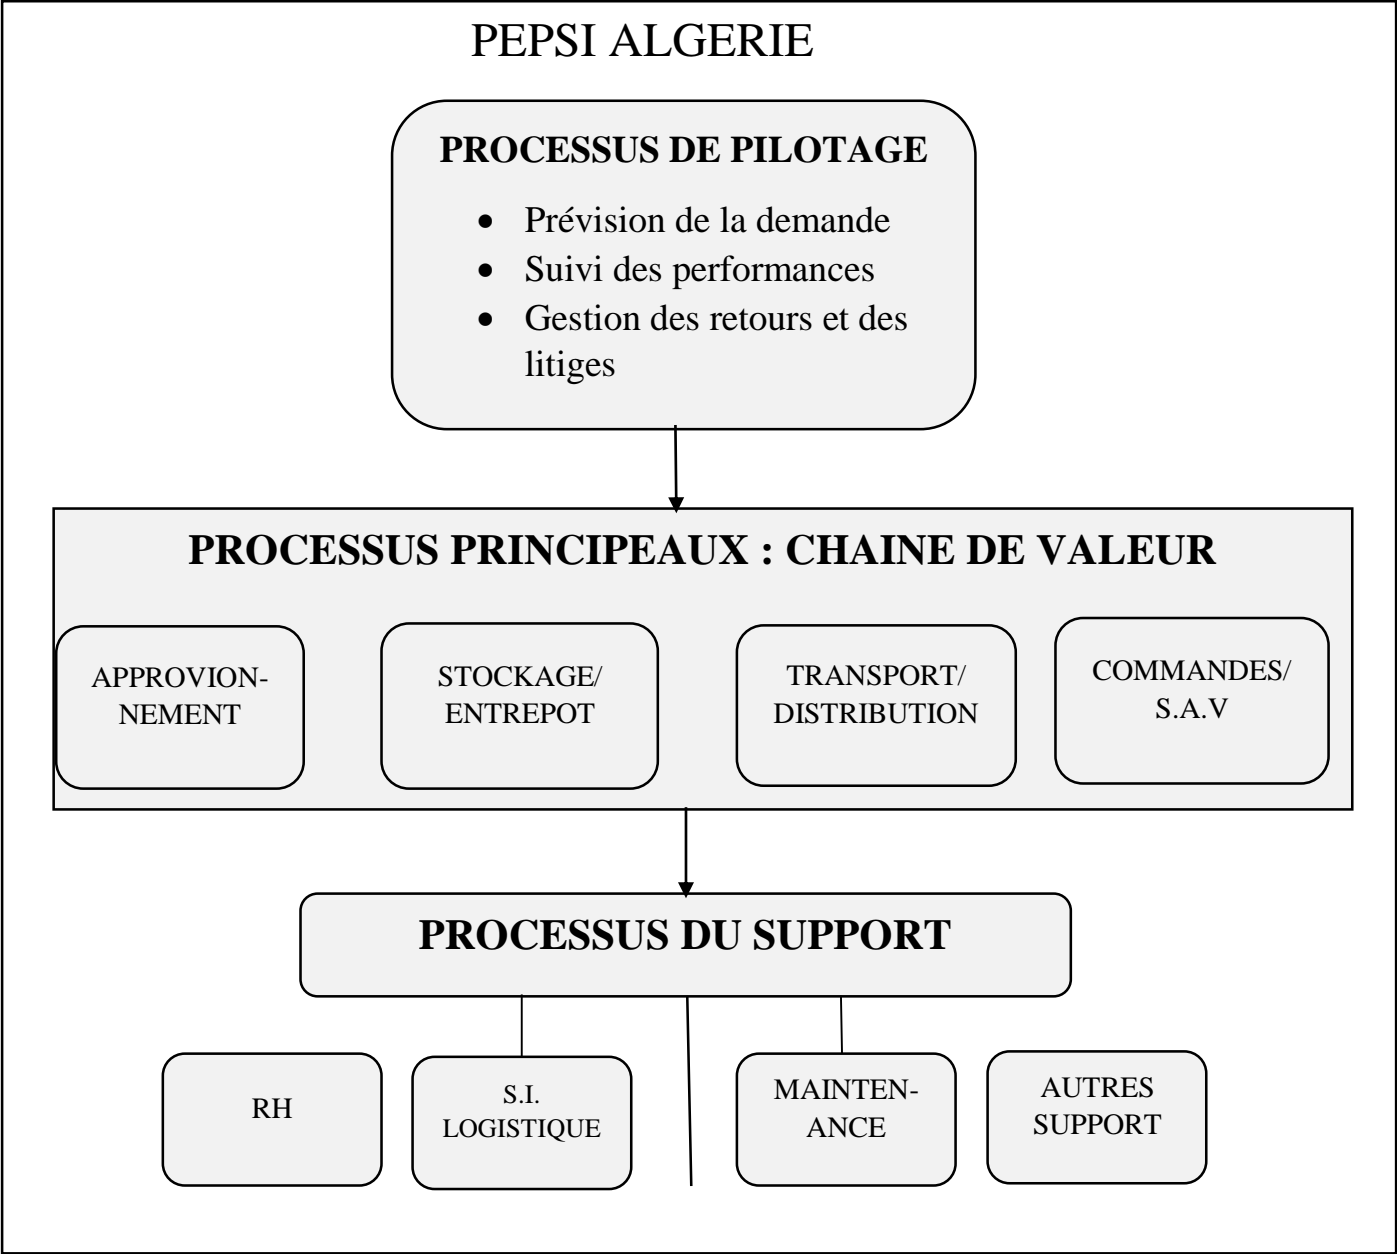 PEPSI ALGERIE
PROCESSUS DE PILOTAGE
• Prévision de la demande
• Suivi des performances
• Gestion des retours et des
litiges
PROCESSUS PRINCIPEAUX : CHAINE DE VALEUR
APPROVION-
NEMENT
STOCKAGE/
ENTREPOT
TRANSPORT/
DISTRIBUTION
COMMANDES/
S.A.V
PROCESSUS DU SUPPORT
RH
S.I.
LOGISTIQUE
MAINTEN-
ANCE
AUTRES
SUPPORT